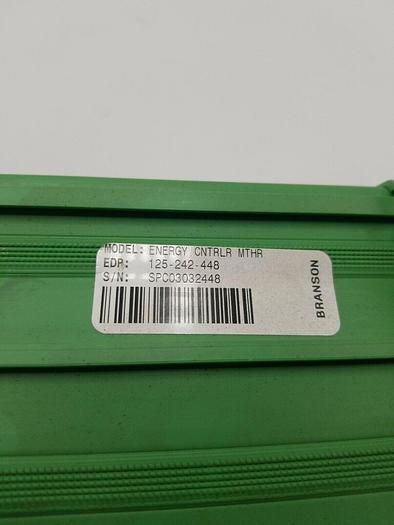 MODEL: ENERGY CNTRLR MTHR
EDP: 125-242-448
S/N: SPC03032448
BRANSON